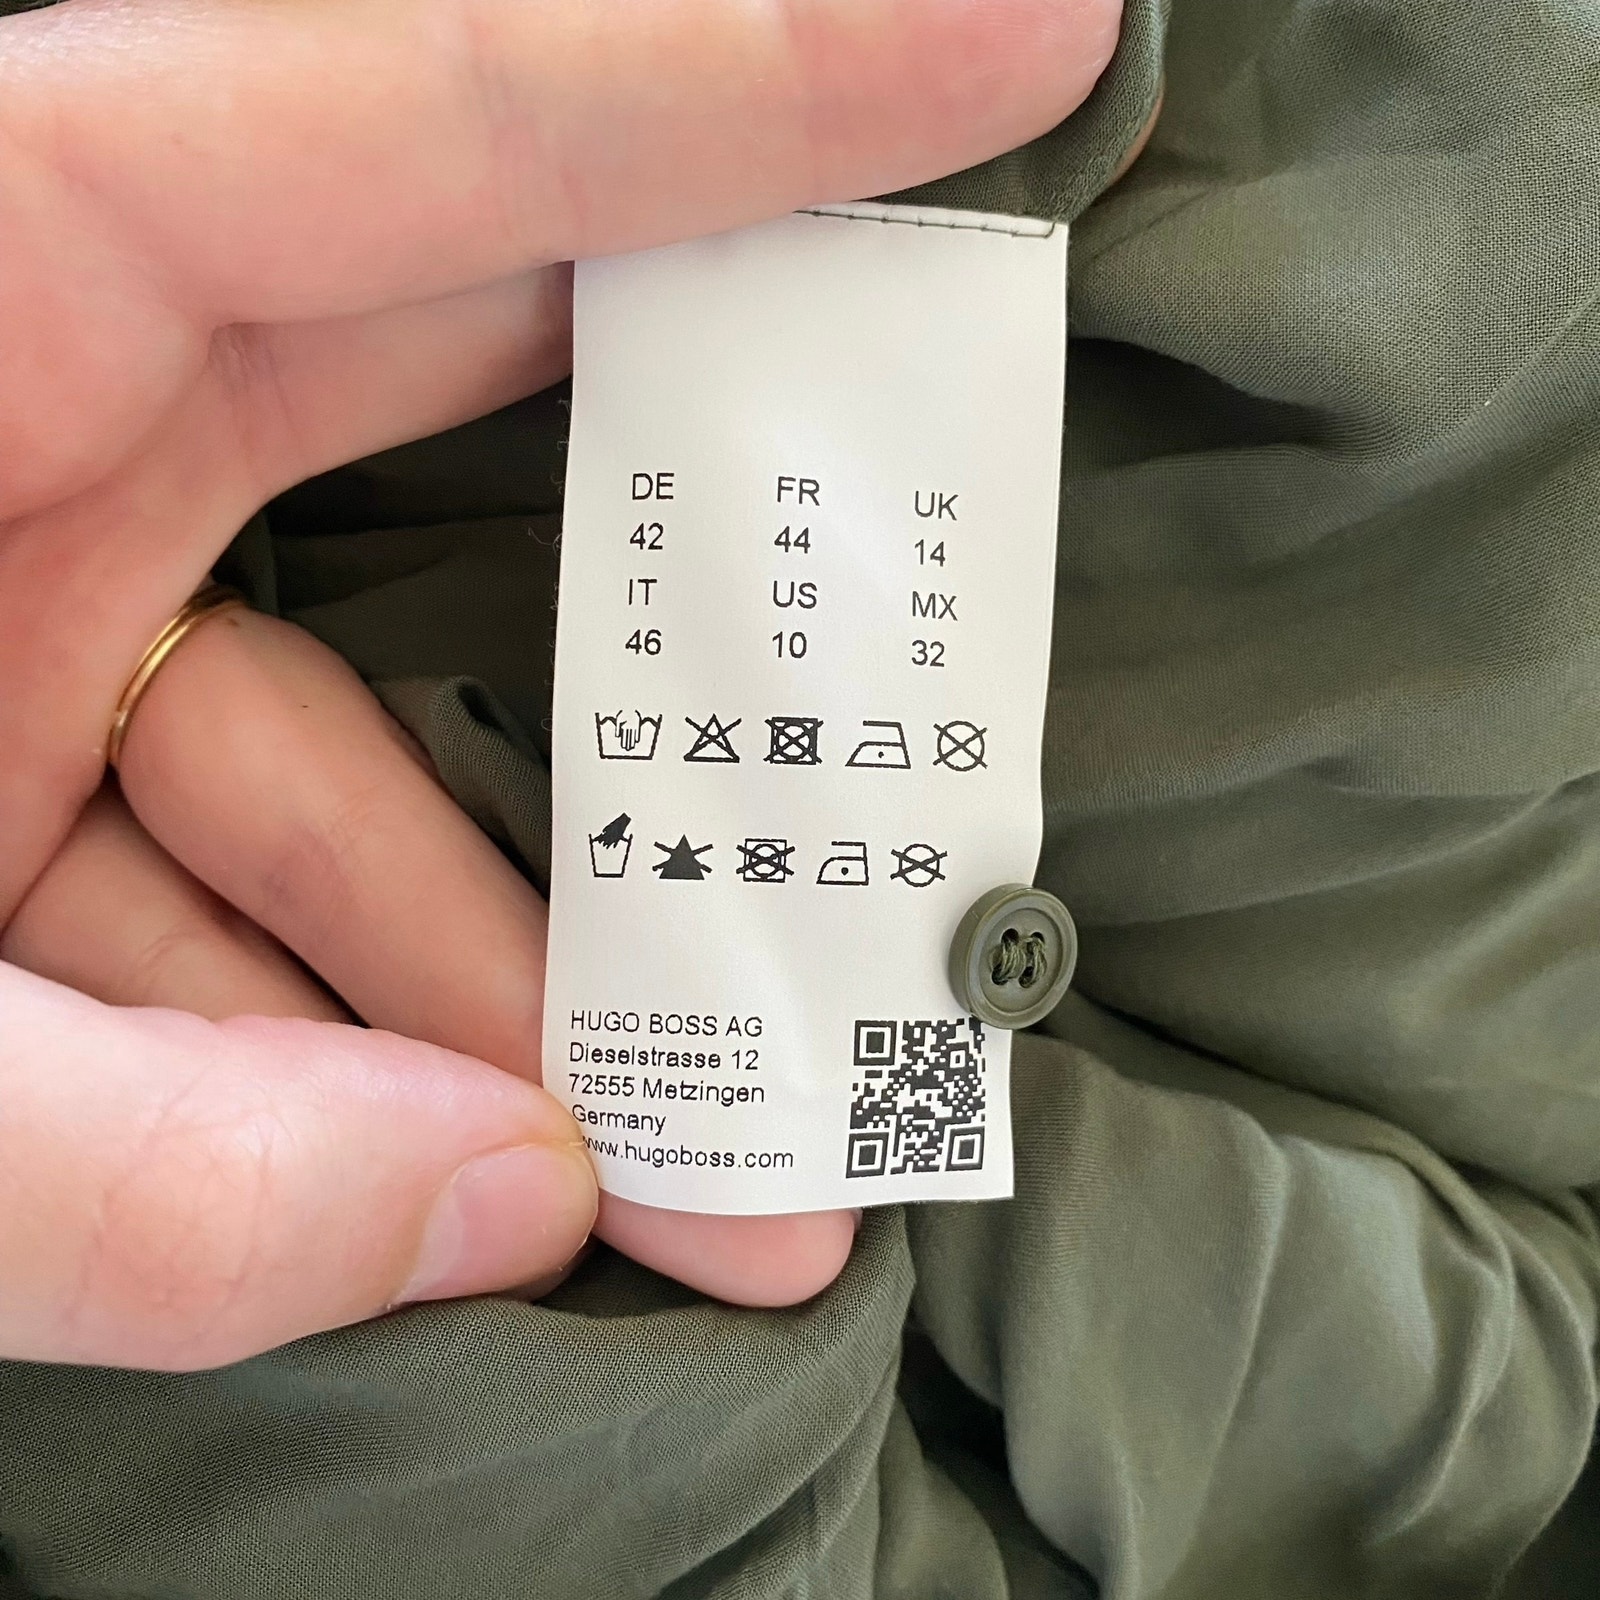 DE FR UK
42 44 14
IT US MX
46 10 32
HUGO BOSS AG
Dieselstrasse 12
72555 Metzingen
Germany
www.hugoboss.com